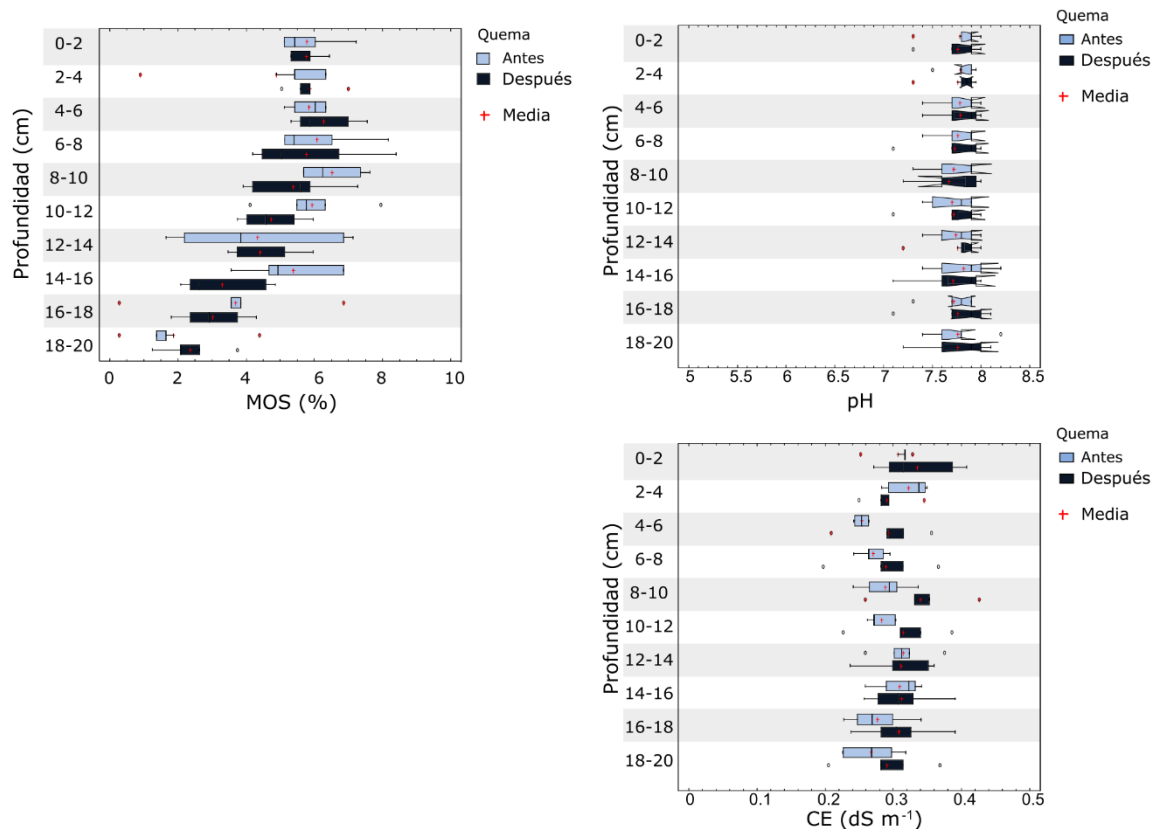 Profundidad (cm)
0-2
2-4
4-6
6-8
8-10
10-12
12-14
14-16
16-18
18-20
0 2 4 6 8 10
MOS (%)
Quema
Antes
Después
Media
Profundidad (cm)
0-2
2-4
4-6
6-8
8-10
10-12
12-14
14-16
16-18
18-20
5 5.5 6 6.5 7 7.5 8 8.5
pH
Quema
Antes
Después
Media
Profundidad (cm)
0-2
2-4
4-6
6-8
8-10
10-12
12-14
14-16
16-18
18-20
0 0.1 0.2 0.3 0.4 0.5
CE (dS m⁻¹)
Quema
Antes
Después
Media